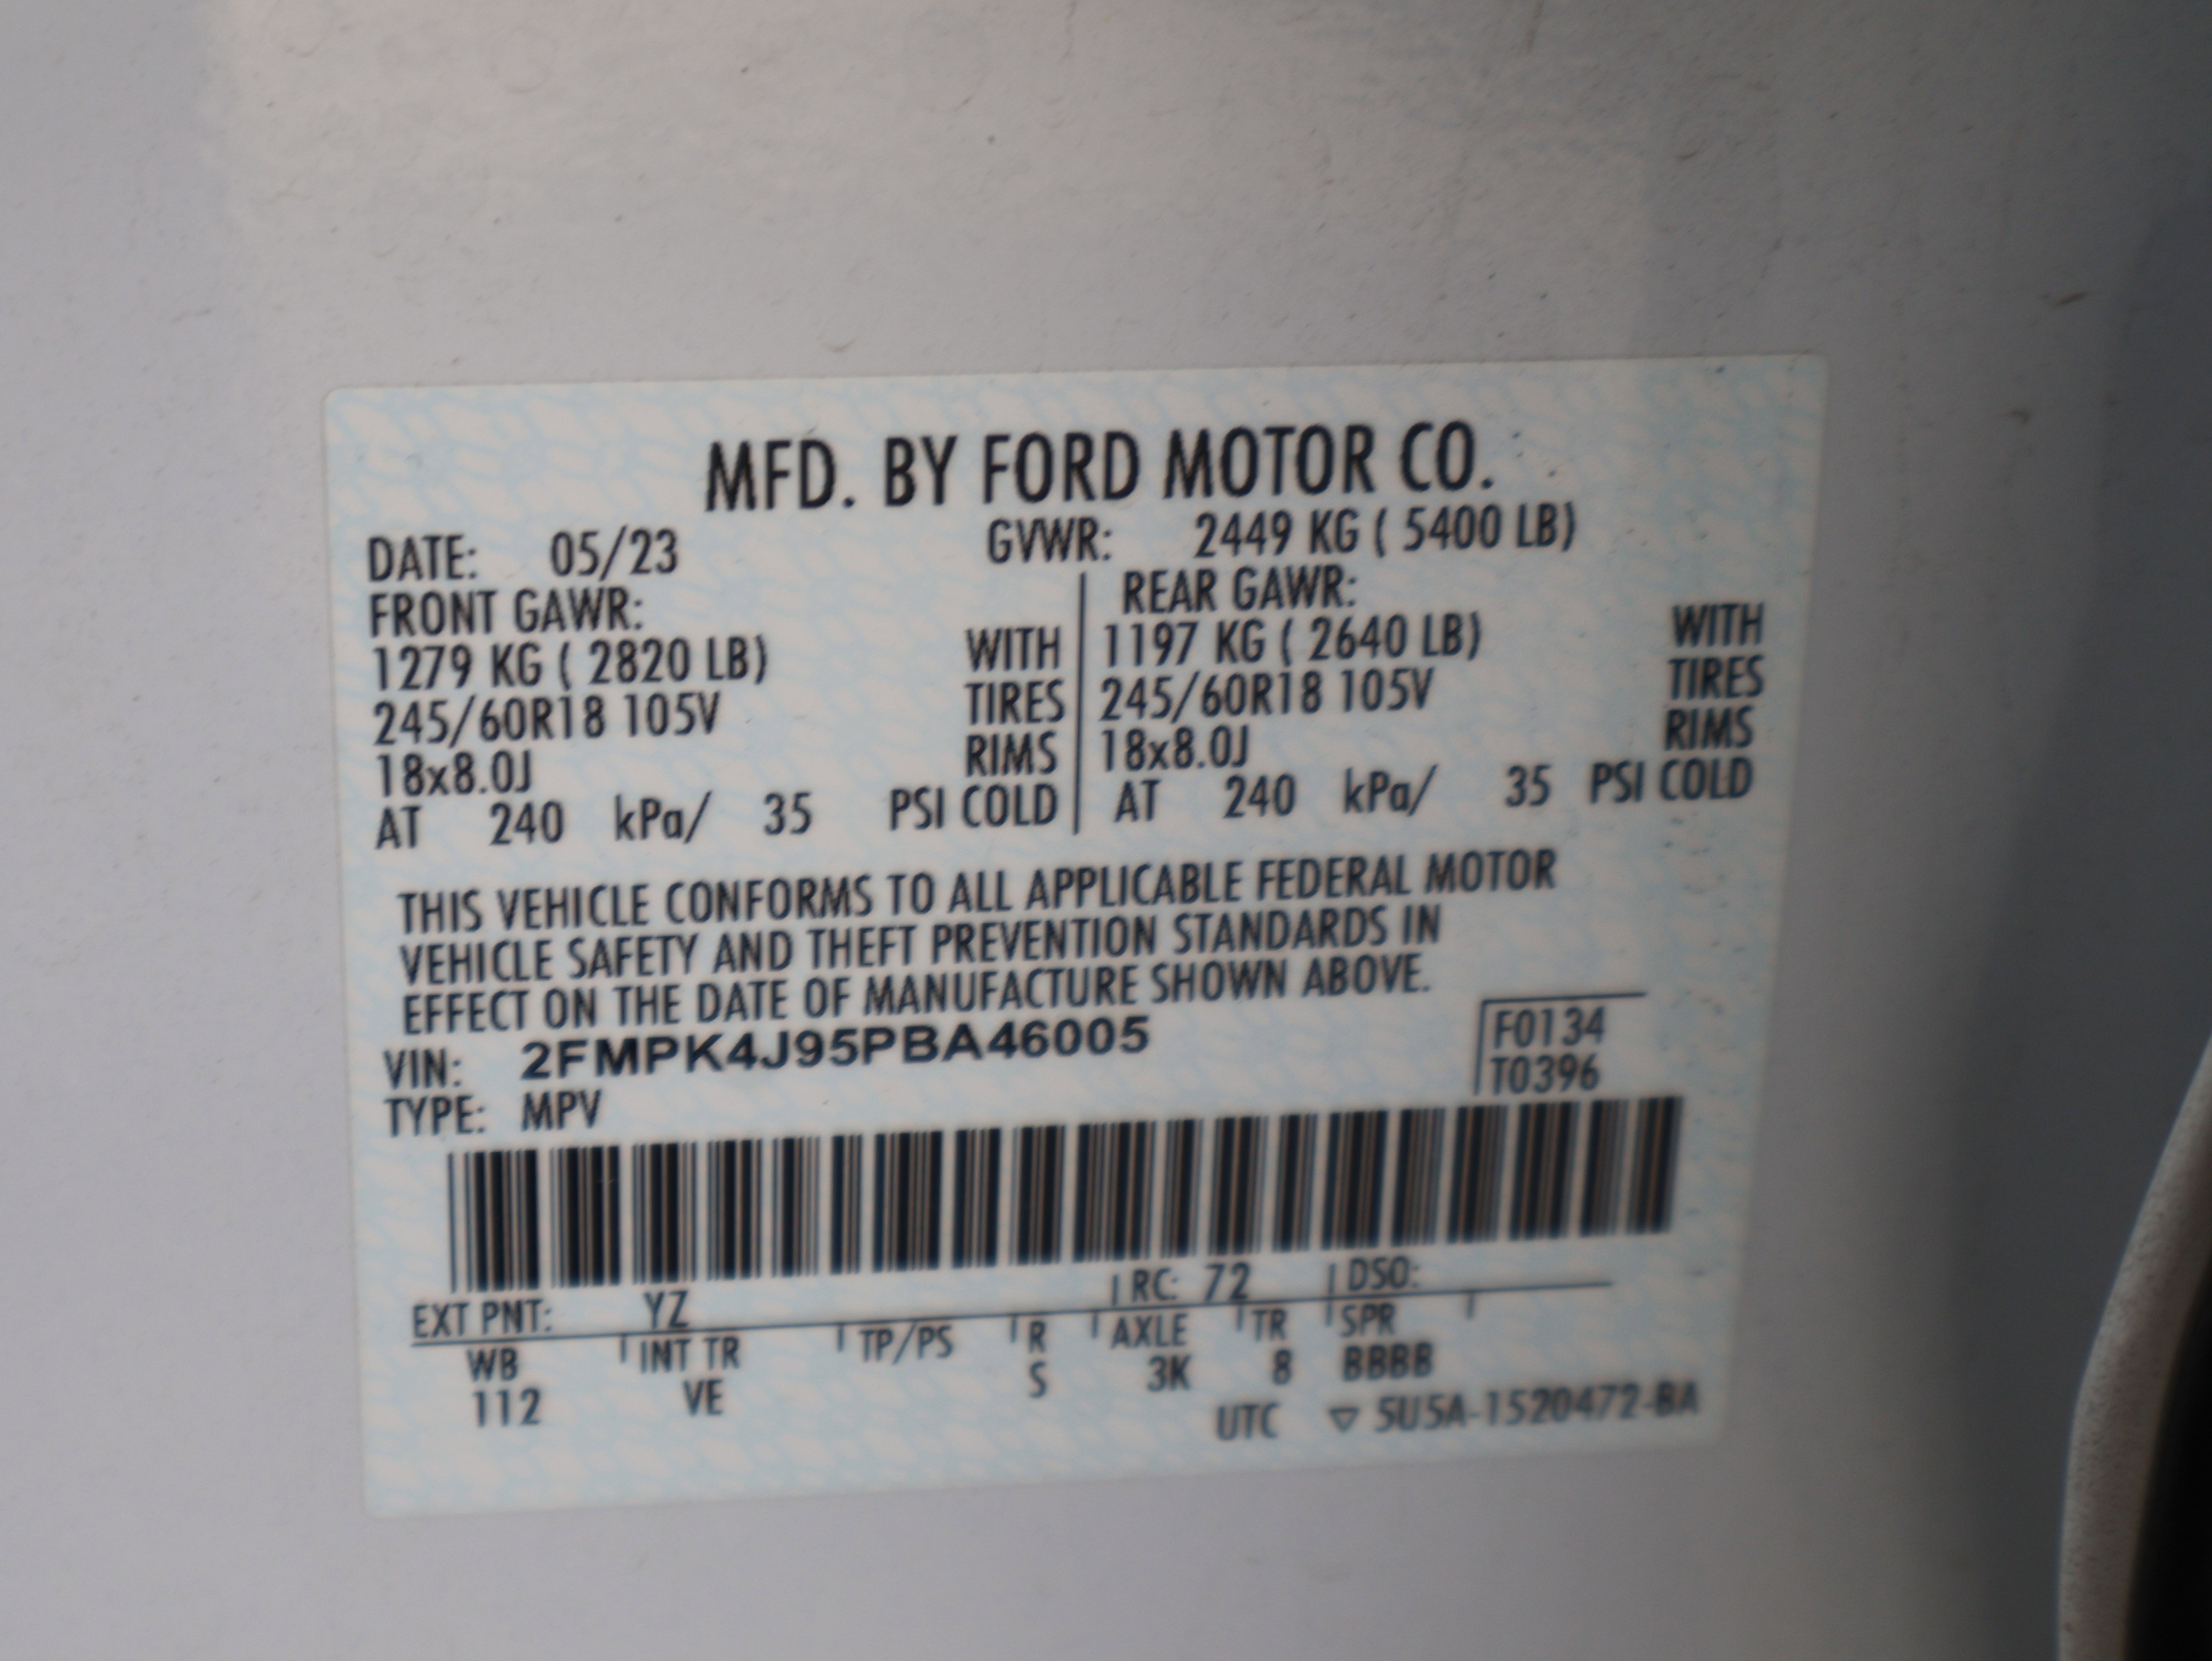 MFD. BY FORD MOTOR CO.
DATE: 05/23 GVWR: 2449 KG ( 5400 LB)
FRONT GAWR: REAR GAWR:
1279 KG ( 2820 LB) WITH 1197 KG ( 2640 LB) WITH
245/60R18 105V TIRES 245/60R18 105V TIRES
18x8.0J RIMS 18x8.0J RIMS
AT 240 kPa/ 35 PSI COLD AT 240 kPa/ 35 PSI COLD
THIS VEHICLE CONFORMS TO ALL APPLICABLE FEDERAL MOTOR
VEHICLE SAFETY AND THEFT PREVENTION STANDARDS IN
EFFECT ON THE DATE OF MANUFACTURE SHOWN ABOVE.
VIN: 2FMPK4J95PBA46005 F0134
TYPE: MPV T0396
EXT PNT: YZ RC: 72 DSO:
WB INT TR TP/PS R AXLE TR SPR
112 VE S 3K 8 BBBB
UTC ▽ 5U5A-1520472-BA